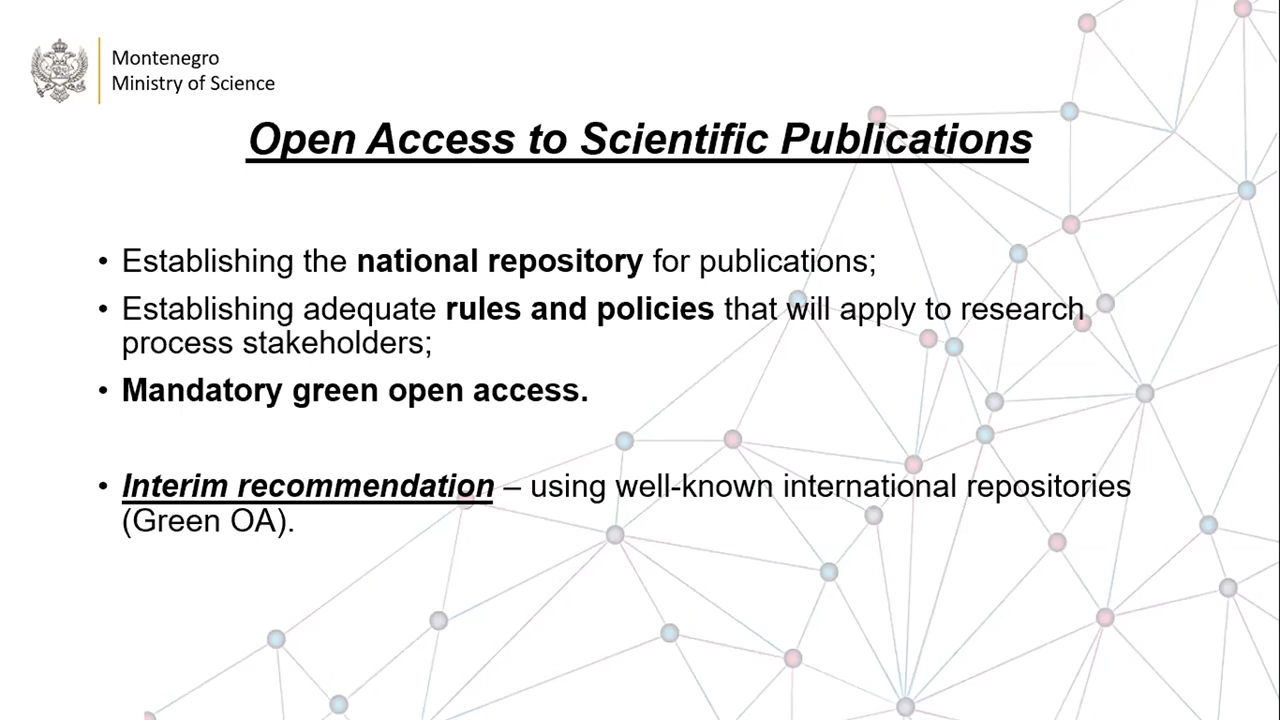 Montenegro
Ministry of Science
Open Access to Scientific Publications
• Establishing the national repository for publications;
• Establishing adequate rules and policies that will apply to research
process stakeholders;
• Mandatory green open access.
• Interim recommendation – using well-known international repositories
(Green OA).